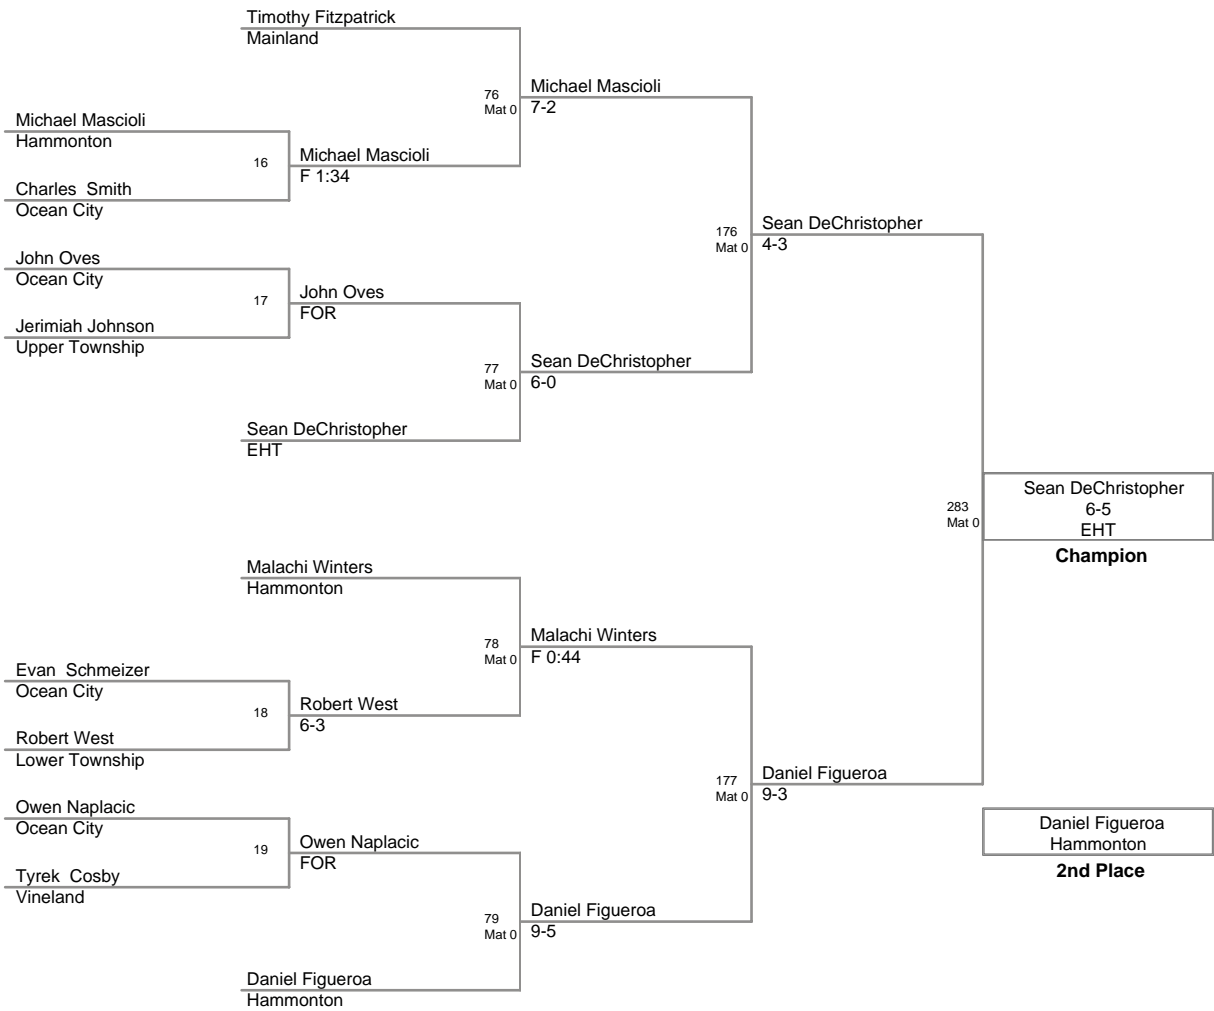 Timothy Fitzpatrick
Mainland
76
Mat 0
Michael Mascioli
7-2
Michael Mascioli
Hammonton
16
Michael Mascioli
F 1:34
Charles  Smith
Ocean City
176
Mat 0
Sean DeChristopher
4-3
John Oves
Ocean City
17
John Oves
FOR
Jerimiah Johnson
Upper Township
77
Mat 0
Sean DeChristopher
6-0
Sean DeChristopher
EHT
283
Mat 0
Sean DeChristopher
6-5
EHT
Champion
Malachi Winters
Hammonton
78
Mat 0
Malachi Winters
F 0:44
Evan  Schmeizer
Ocean City
18
Robert West
6-3
Robert West
Lower Township
177
Mat 0
Daniel Figueroa
9-3
Owen Naplacic
Ocean City
19
Owen Naplacic
FOR
Tyrek  Cosby
Vineland
Daniel Figueroa
Hammonton
2nd Place
79
Mat 0
Daniel Figueroa
9-5
Daniel Figueroa
Hammonton